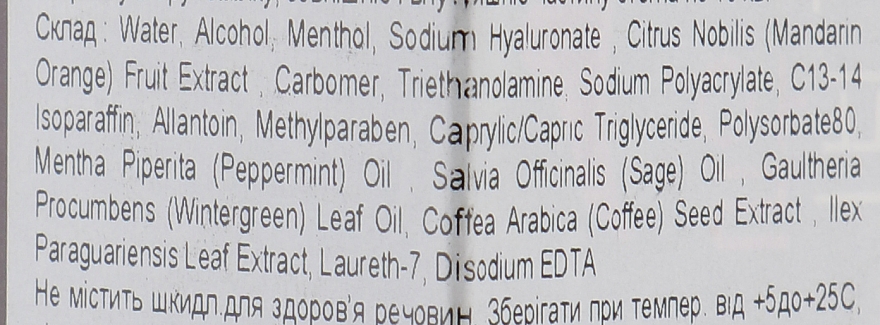 Склад : Water, Alcohol, Menthol, Sodium Hyaluronate , Citrus Nobilis (Mandarin
Orange) Fruit Extract , Carbomer, Triethanolamine, Sodium Polyacrylate, C13-14
Isoparaffin, Allantoin, Methylparaben, Caprylic/Capric Triglyceride, Polysorbate80,
Mentha Piperita (Peppermint) Oil , Salvia Officinalis (Sage) Oil , Gaultheria
Procumbens (Wintergreen) Leaf Oil, Coffea Arabica (Coffee) Seed Extract , Ilex
Paraguariensis Leaf Extract, Laureth-7, Disodium EDTA
Не містить шкидл.для здоров'я речовин. Зберігати при темпер. від +5до+25С,